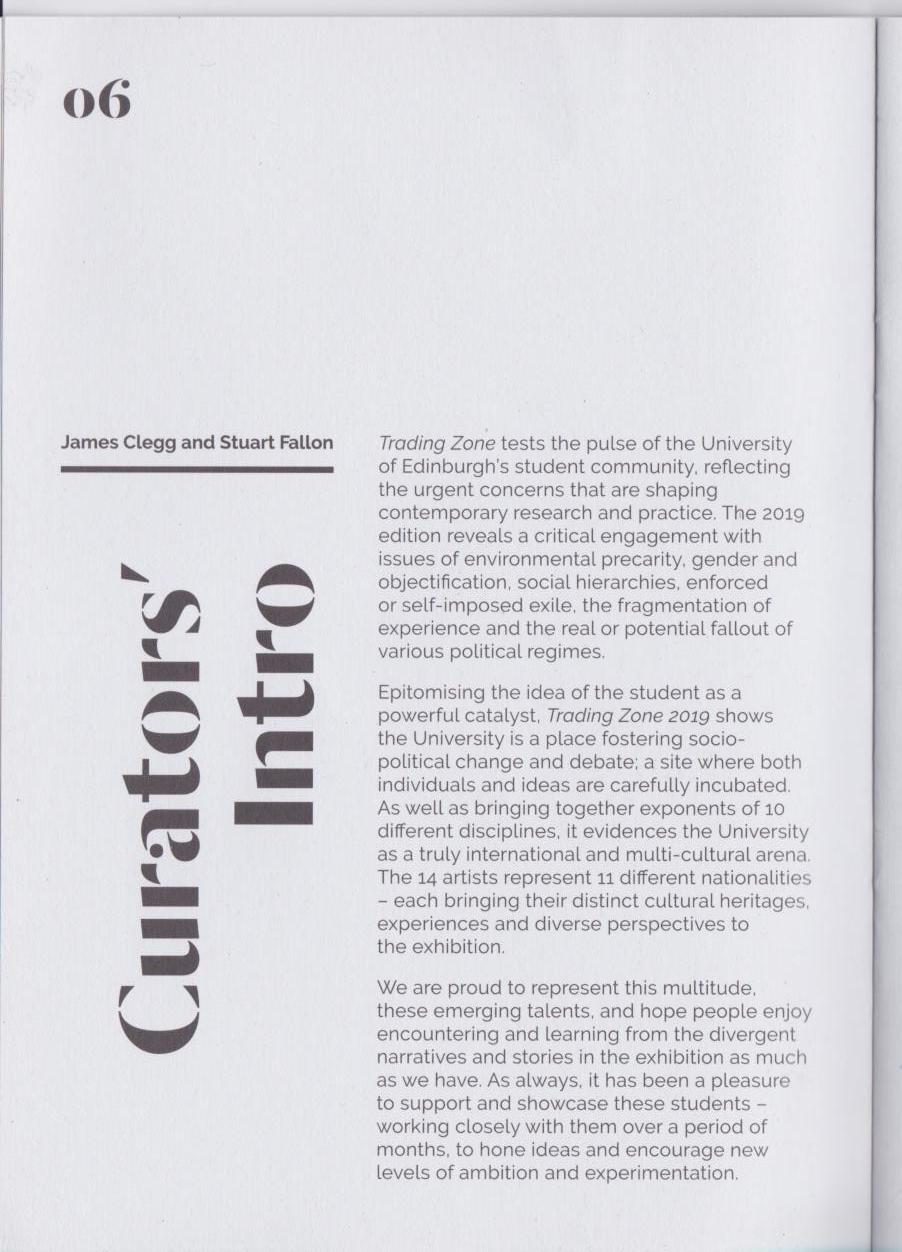 06
James Clegg and Stuart Fallon
Curators'
Intro
Trading Zone tests the pulse of the University
of Edinburgh's student community, reflecting
the urgent concerns that are shaping
contemporary research and practice. The 2019
edition reveals a critical engagement with
issues of environmental precarity, gender and
objectification, social hierarchies, enforced
or self-imposed exile, the fragmentation of
experience and the real or potential fallout of
various political regimes.
Epitomising the idea of the student as a
powerful catalyst, Trading Zone 2019 shows
the University is a place fostering socio-
political change and debate; a site where both
individuals and ideas are carefully incubated.
As well as bringing together exponents of 10
different disciplines, it evidences the University
as a truly international and multi-cultural arena.
The 14 artists represent 11 different nationalities
– each bringing their distinct cultural heritages,
experiences and diverse perspectives to
the exhibition.
We are proud to represent this multitude,
these emerging talents, and hope people enjoy
encountering and learning from the divergent
narratives and stories in the exhibition as much
as we have. As always, it has been a pleasure
to support and showcase these students –
working closely with them over a period of
months, to hone ideas and encourage new
levels of ambition and experimentation.